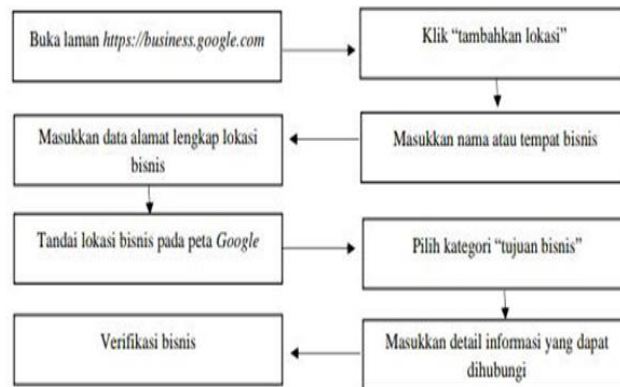 Buka laman https://business.google.com
Klik “tambahkan lokasi”
Masukkan nama atau tempat bisnis
Masukkan data alamat lengkap lokasi
bisnis
Tandai lokasi bisnis pada peta Google
Pilih kategori “tujuan bisnis”
Masukkan detail informasi yang dapat
dihubungi
Verifikasi bisnis